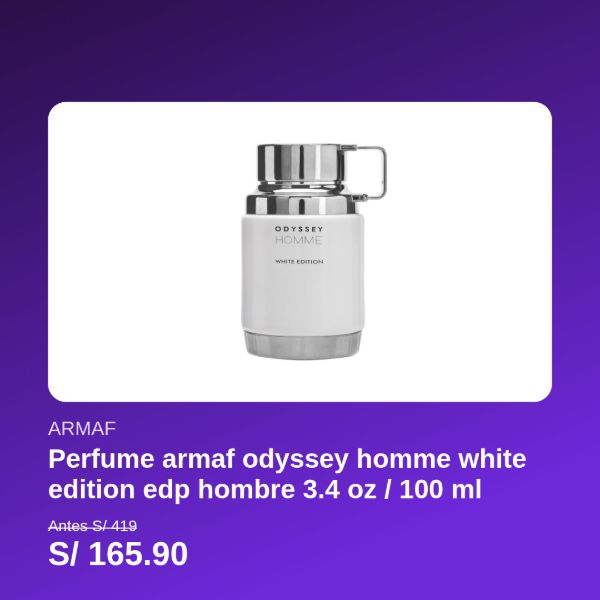 ODYSSEY
HOMME
WHITE EDITION
ARMAF
Perfume armaf odyssey homme white
edition edp hombre 3.4 oz / 100 ml
Antes S/ 419
S/ 165.90